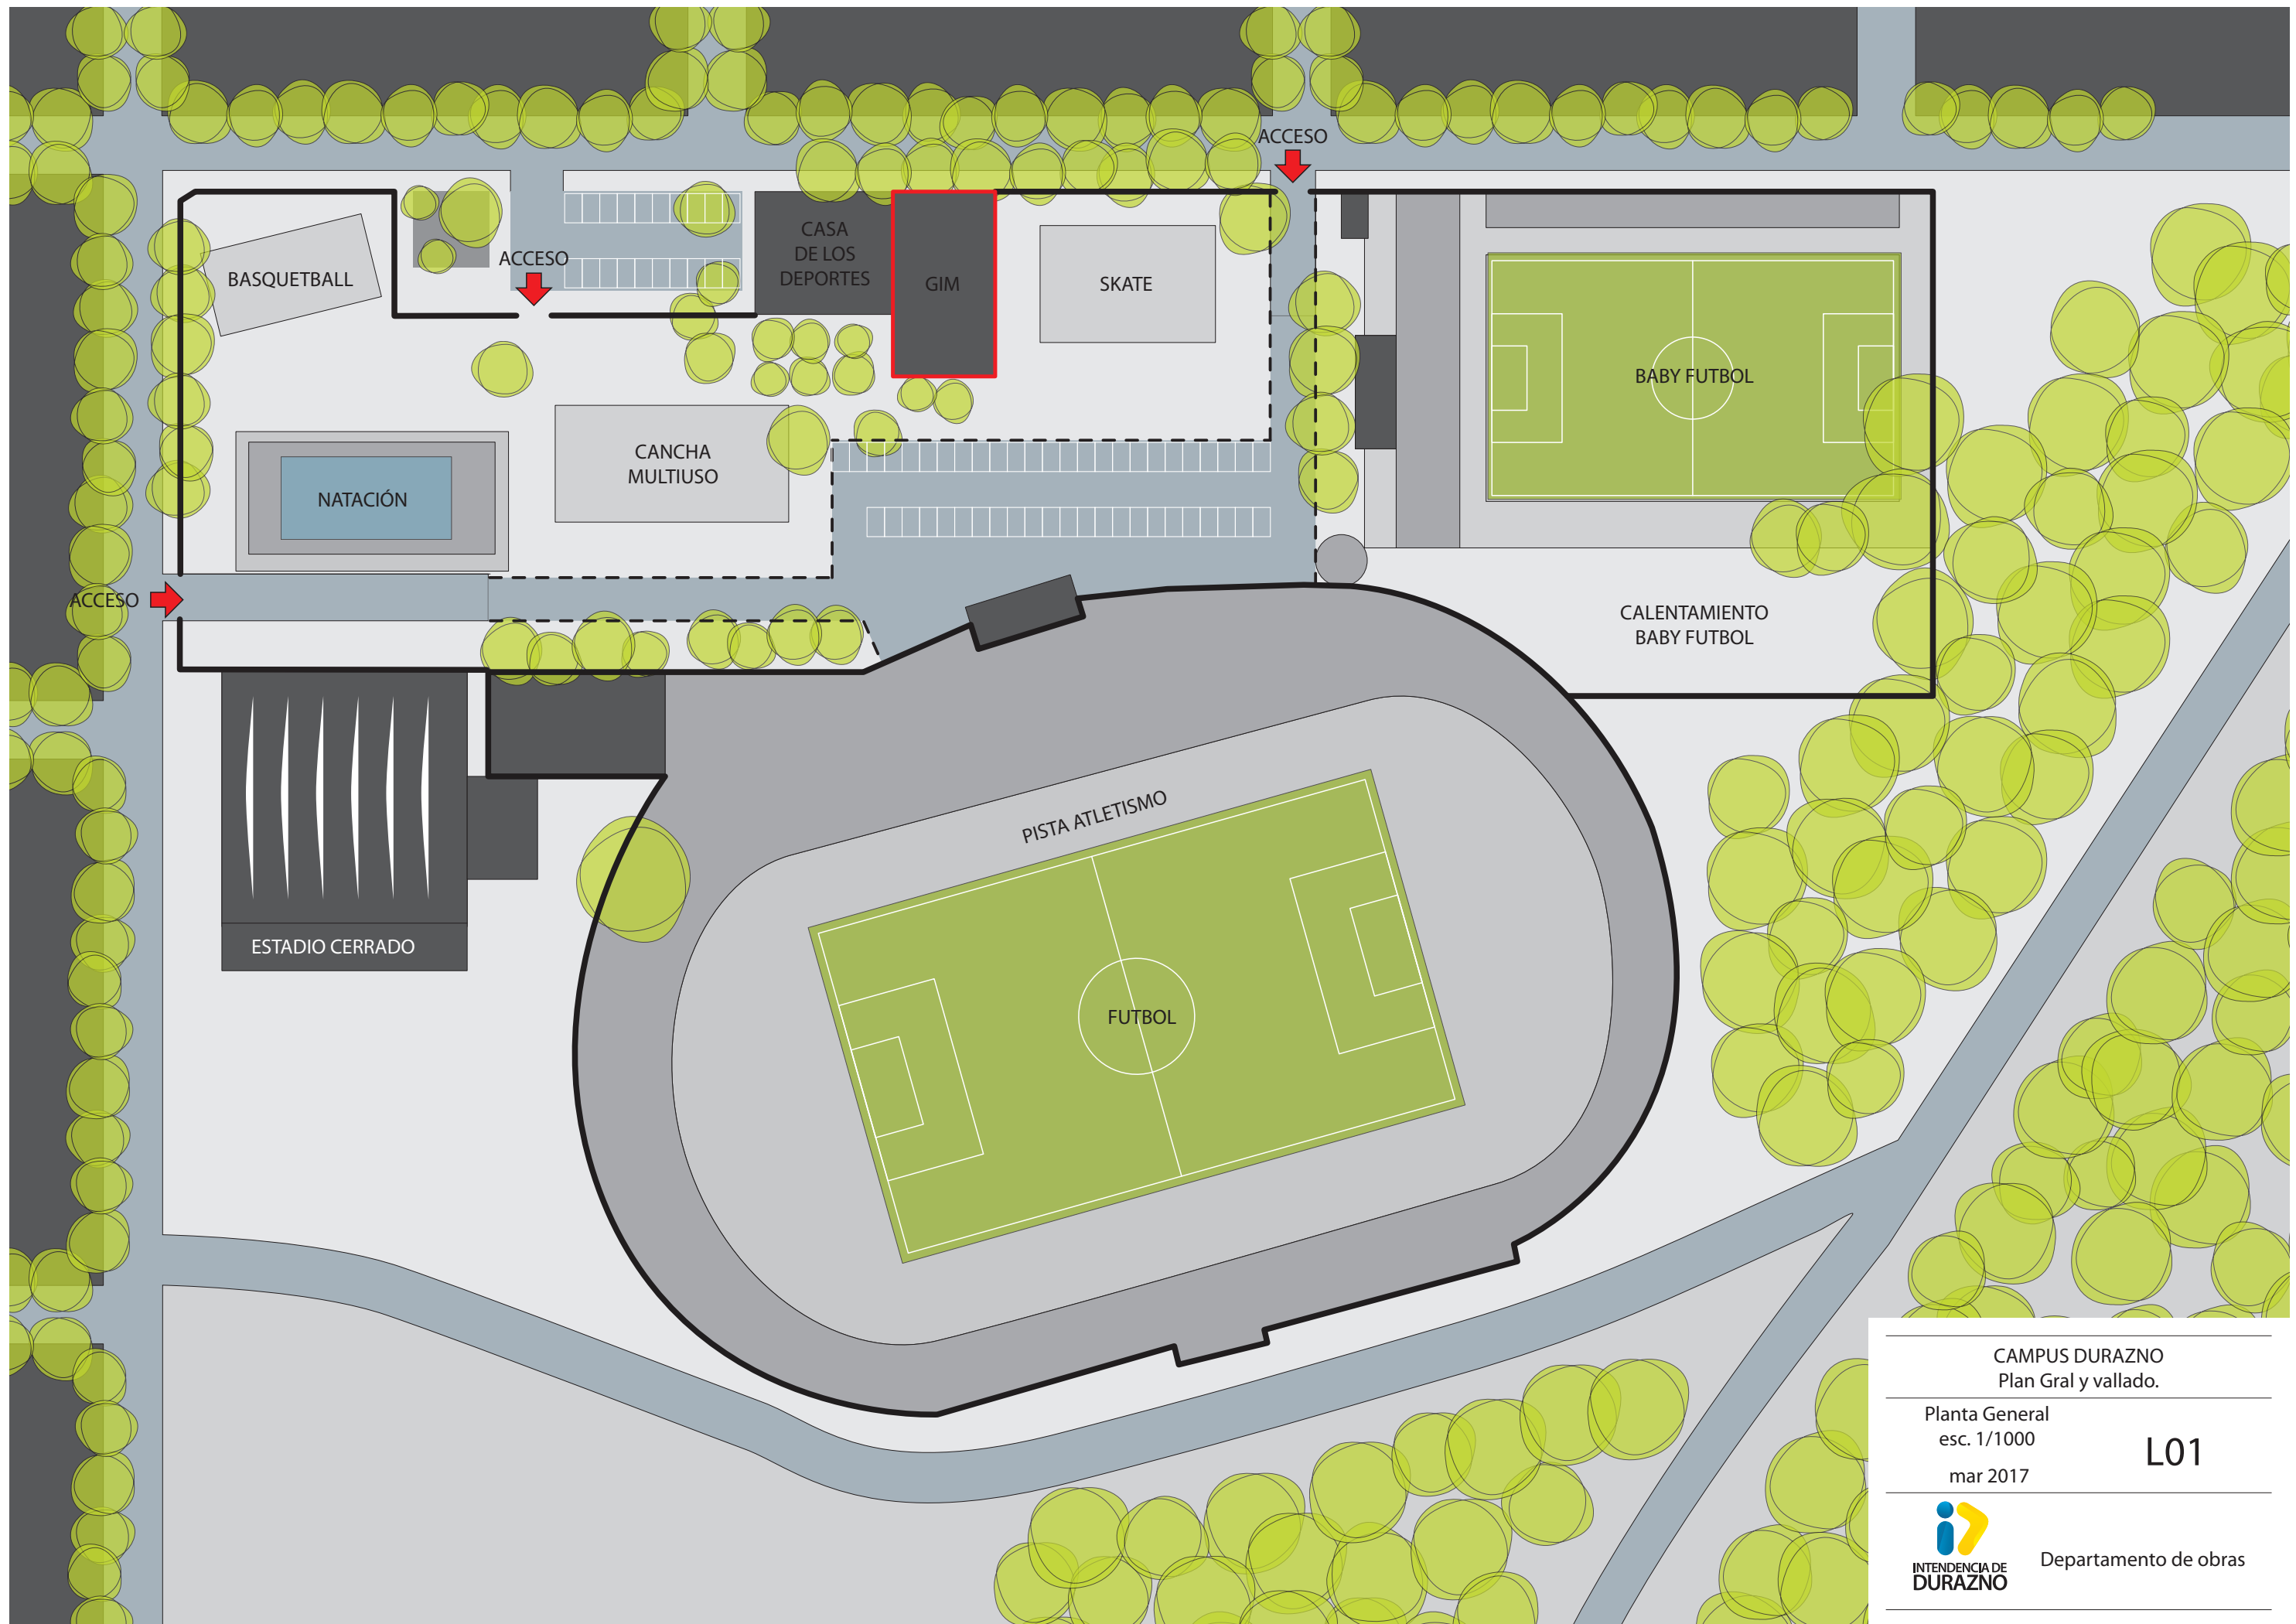 ACCESO
BASQUETBALL
ACCESO
CASA
DE LOS
DEPORTES
GIM
SKATE
BABY FUTBOL
CANCHA
MULTIUSO
NATACIÓN
ACCESO
CALENTAMIENTO
BABY FUTBOL
PISTA ATLETISMO
ESTADIO CERRADO
FUTBOL
CAMPUS DURAZNO
Plan Gral y vallado.
Planta General
esc. 1/1000
mar 2017
L01
INTENDENCIA DE
DURAZNO
Departamento de obras